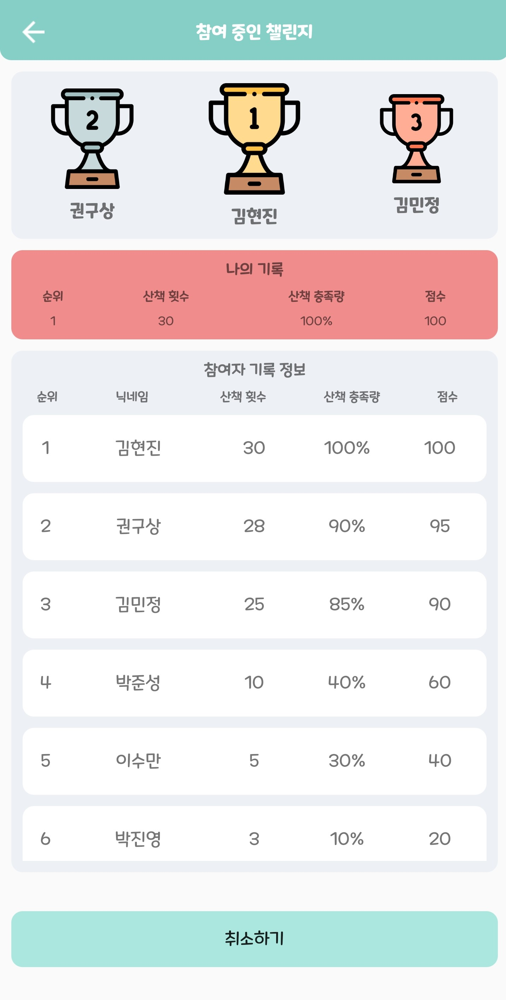 참여 중인 챌린지
2 1 3
권구상 김현진 김민정
나의 기록
순위 산책 횟수 산책 충족량 점수
1 30 100% 100
참여자 기록 정보
순위 닉네임 산책 횟수 산책 충족량 점수
1 김현진 30 100% 100
2 권구상 28 90% 95
3 김민정 25 85% 90
4 박준성 10 40% 60
5 이수만 5 30% 40
6 박진영 3 10% 20
취소하기